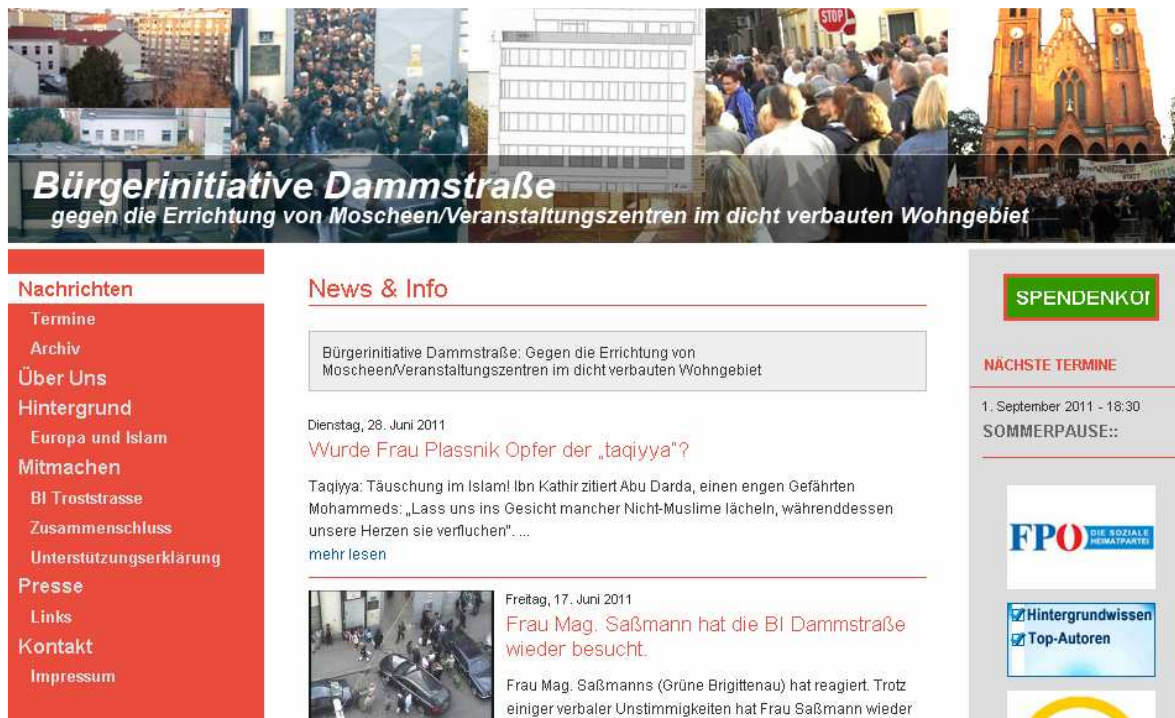 STOP
Bürgerinitiative Dammstraße
gegen die Errichtung von Moscheen/Veranstaltungszentren im dicht verbauten Wohngebiet
Nachrichten
Termine
Archiv
Über Uns
Hintergrund
Europa und Islam
Mitmachen
BI Troststrasse
Zusammenschluss
Unterstützungserklärung
Presse
Links
Kontakt
Impressum
News & Info
Bürgerinitiative Dammstraße: Gegen die Errichtung von
Moscheen/Veranstaltungszentren im dicht verbauten Wohngebiet
Dienstag, 28. Juni 2011
Wurde Frau Plassnik Opfer der „taqiyya"?
Taqiyya: Täuschung im Islam! Ibn Kathir zitiert Abu Darda, einen engen Gefährten
Mohammeds: „Lass uns ins Gesicht mancher Nicht-Muslime lächeln, währenddessen
unsere Herzen sie verfluchen". ...
mehr lesen
Freitag, 17. Juni 2011
Frau Mag. Saßmann hat die BI Dammstraße
wieder besucht.
Frau Mag. Saßmanns (Grüne Brigittenau) hat reagiert. Trotz
einiger verbaler Unstimmigkeiten hat Frau Saßmann wieder
SPENDENKO
NÄCHSTE TERMINE
1. September 2011 - 18:30
SOMMERPAUSE::
FPÖ DIE SOZIALE
HEIMATPARTEI
Hintergrundwissen
Top-Autoren